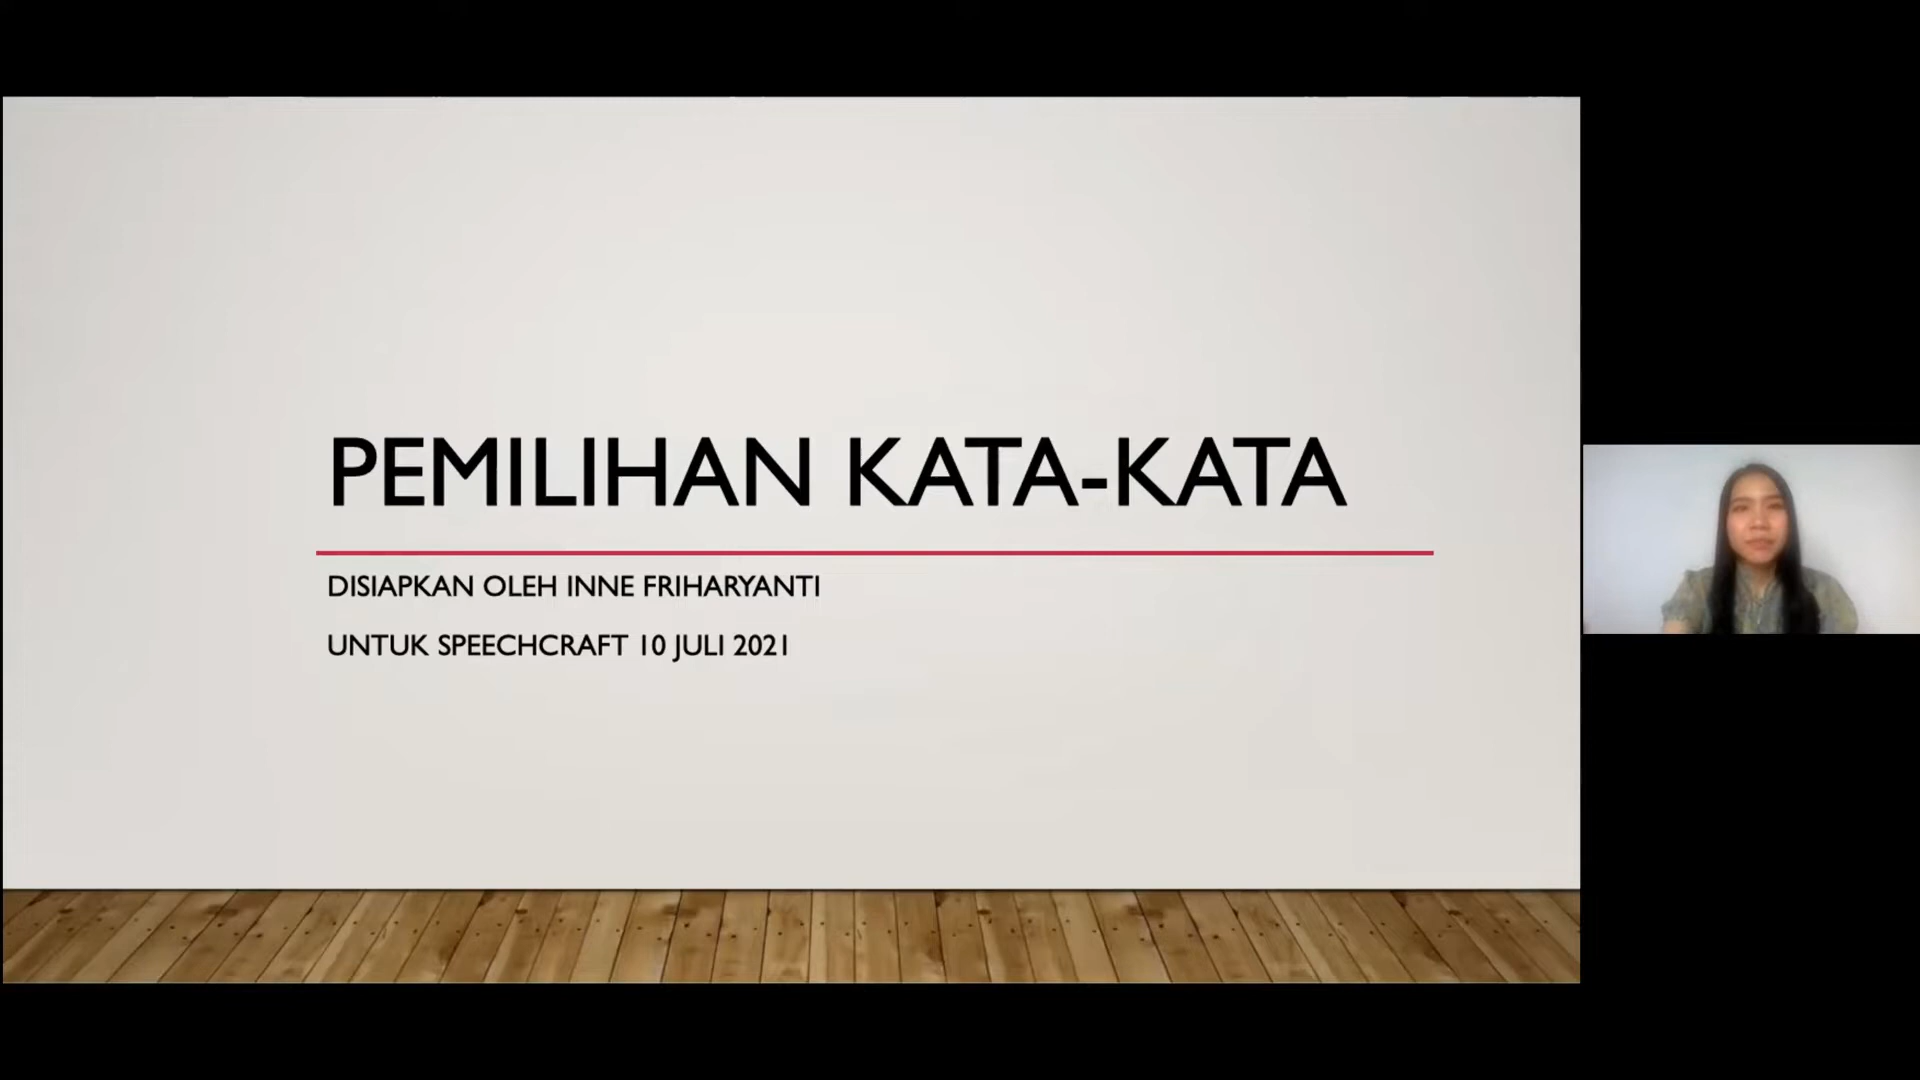 PEMILIHAN KATA-KATA
DISIAPKAN OLEH INNE FRIHARYANTI
UNTUK SPEECHCRAFT 10 JULI 2021